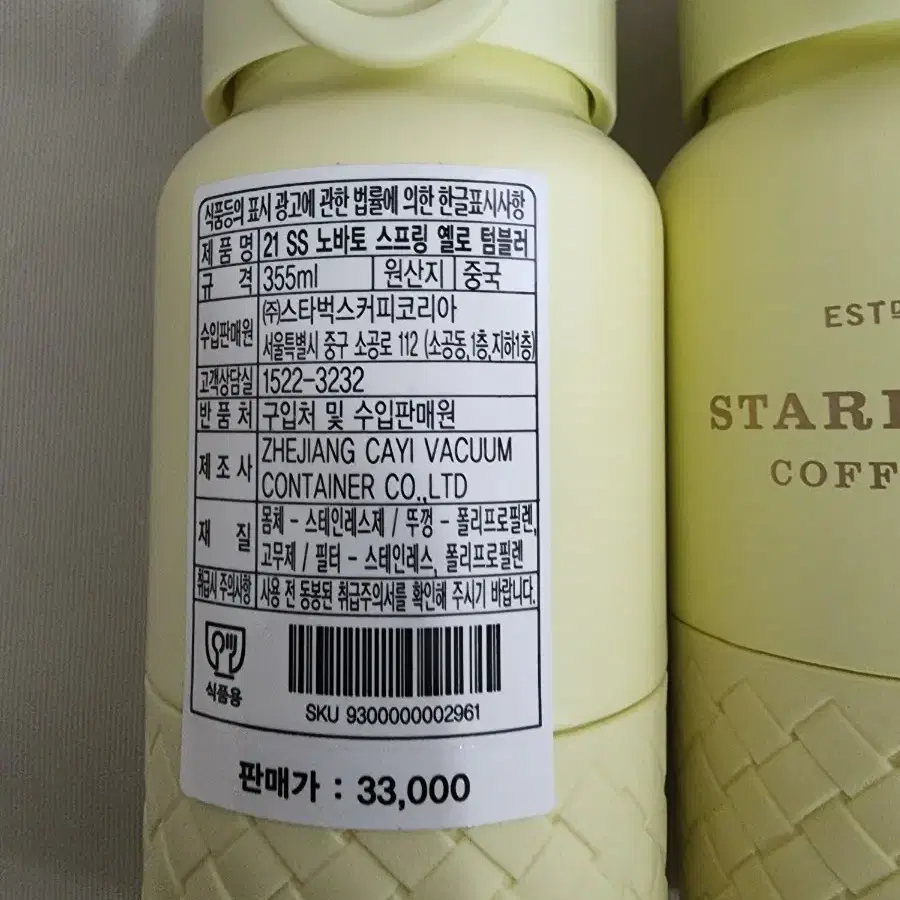 식품등의 표시 광고에 관한 법률에 의한 한글표시사항
제 품 명 21 SS 노바토 스프링 옐로 텀블러
규 격 355ml 원산지 중국
수입판매원 ㈜스타벅스커피코리아
서울특별시 중구 소공로 112 (소공동,1층,지하1층)
고객상담실 1522-3232
반 품 처 구입처 및 수입판매원
제 조 사 ZHEJIANG CAYI VACUUM
CONTAINER CO.,LTD
재 질 몸체 - 스테인레스제 / 뚜껑 - 폴리프로필렌,
고무제 / 필터 - 스테인레스, 폴리프로필렌
취급시 주의사항 사용 전 동봉된 취급주의서를 확인해 주시기 바랍니다.
식품용
SKU 9300000002961
판매가 : 33,000
ESTD
STAR
COFF